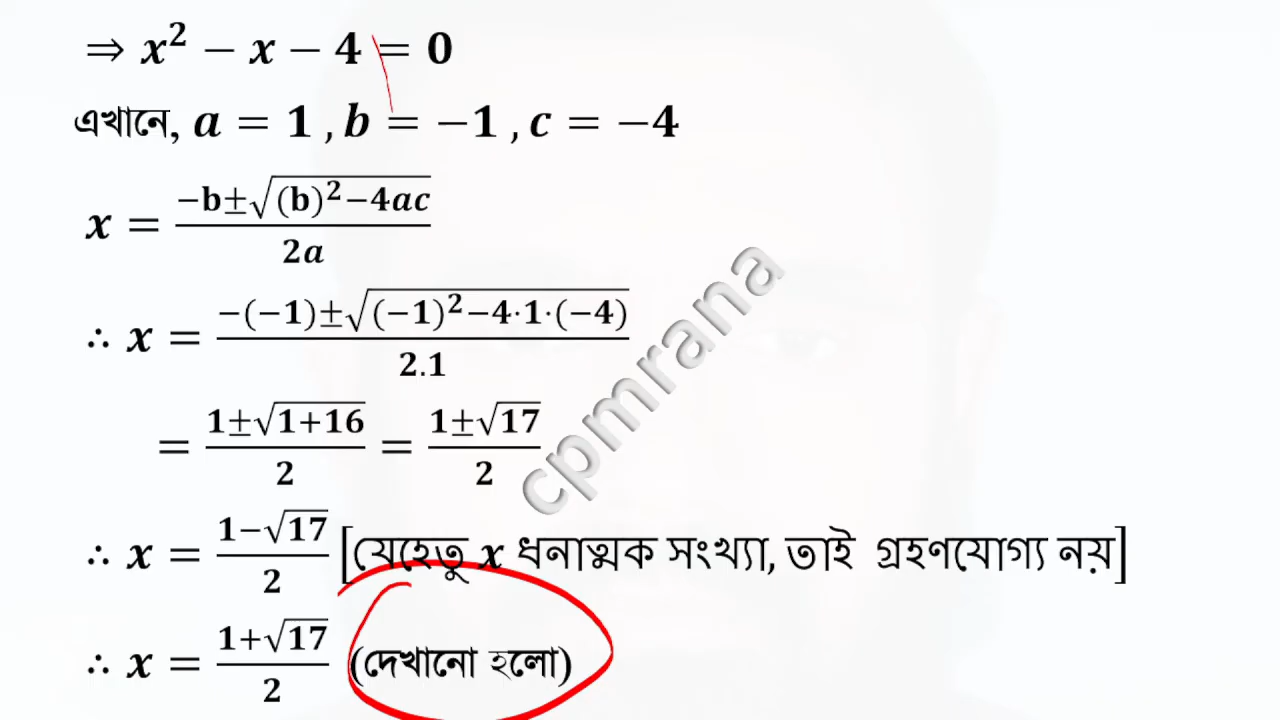 ⇒ x² − x − 4 = 0
এখানে, a = 1 , b = −1 , c = −4
x = (−b±√((b)²−4ac))/(2a)
∴ x = (−(−1)±√((−1)²−4·1·(−4)))/(2.1)
= (1±√(1+16))/2 = (1±√17)/2
∴ x = (1−√17)/2 [যেহেতু x ধনাত্মক সংখ্যা, তাই গ্রহণযোগ্য নয়]
∴ x = (1+√17)/2 (দেখানো হলো)
cpmrana